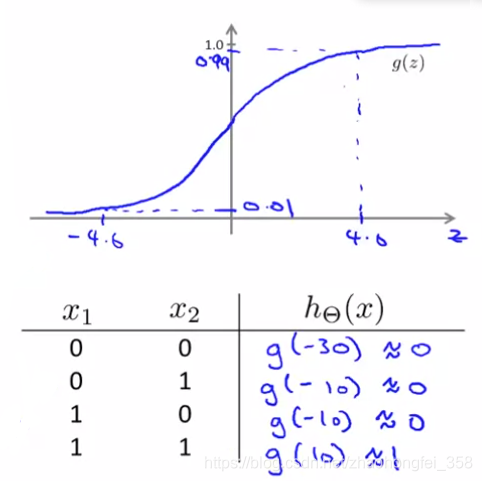 1.0
0.99
g(z)
0.01
-4.6
4.6
z
x₁ x₂ h_Θ(x)
0 0 g(-30) ≈ 0
0 1 g(-10) ≈ 0
1 0 g(-10) ≈ 0
1 1 g(10) ≈ 1